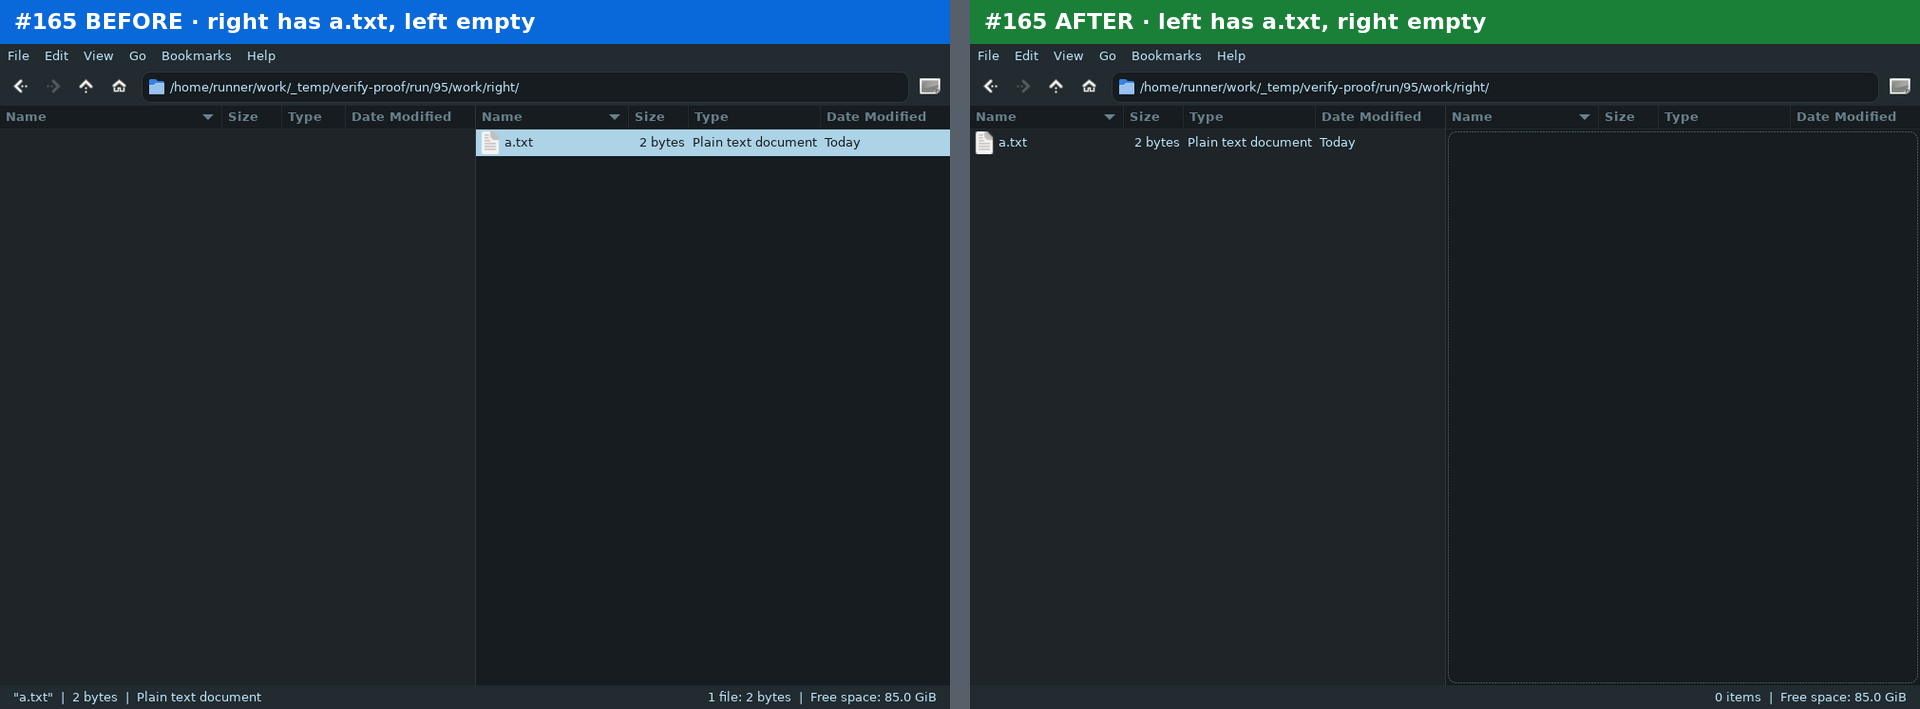 #165 BEFORE · right has a.txt, left empty
File Edit View Go Bookmarks Help
/home/runner/work/_temp/verify-proof/run/95/work/right/
Name Size Type Date Modified Name Size Type Date Modified
a.txt 2 bytes Plain text document Today
"a.txt" | 2 bytes | Plain text document 1 file: 2 bytes | Free space: 85.0 GiB
#165 AFTER · left has a.txt, right empty
File Edit View Go Bookmarks Help
/home/runner/work/_temp/verify-proof/run/95/work/right/
Name Size Type Date Modified Name Size Type Date Modified
a.txt 2 bytes Plain text document Today
0 items | Free space: 85.0 GiB